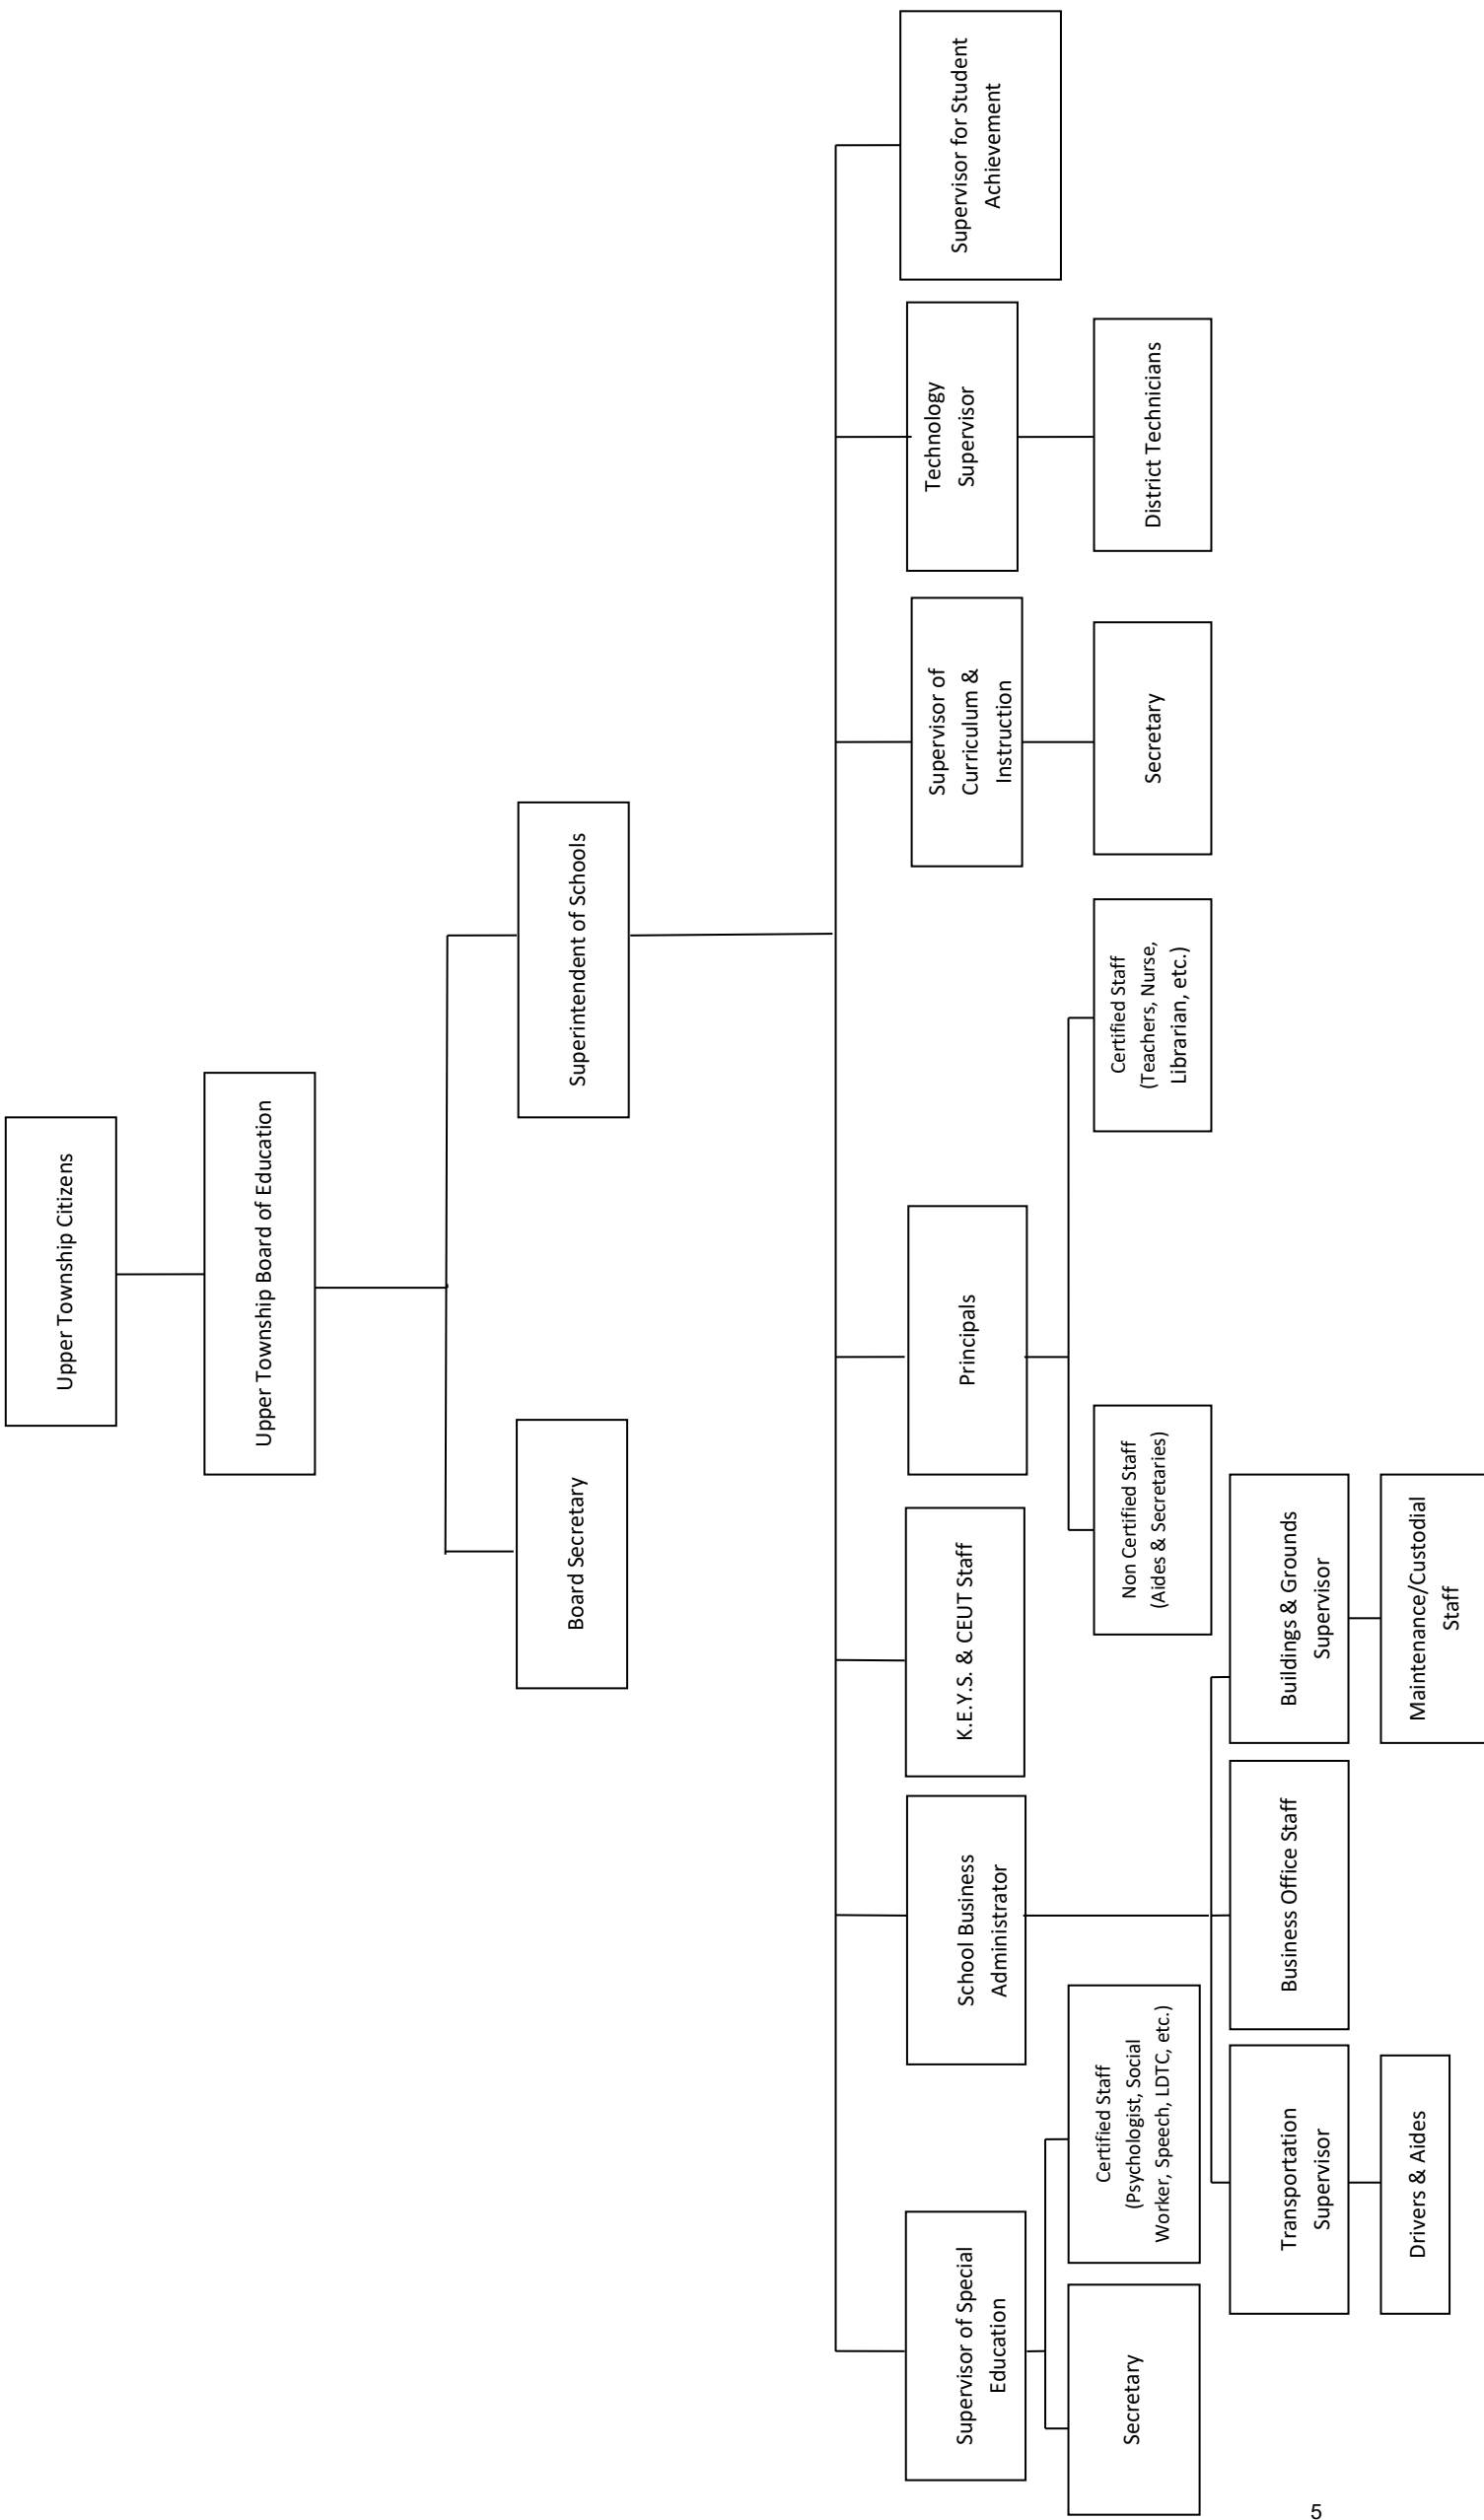 Upper Township Citizens
Upper Township Board of Education
Board Secretary
Superintendent of Schools
Supervisor of Special
Education
School Business
Administrator
K.E.Y.S. & CEUT Staff
Principals
Supervisor of
Curriculum &
Instruction
Technology
Supervisor
Supervisor for Student
Achievement
Secretary
Certified Staff
(Psychologist, Social
Worker, Speech, LDTC, etc.)
Non Certified Staff
(Aides & Secretaries)
Certified Staff
(Teachers, Nurse,
Librarian, etc.)
Secretary
District Technicians
Transportation
Supervisor
Business Office Staff
Buildings & Grounds
Supervisor
Drivers & Aides
Maintenance/Custodial
Staff
5